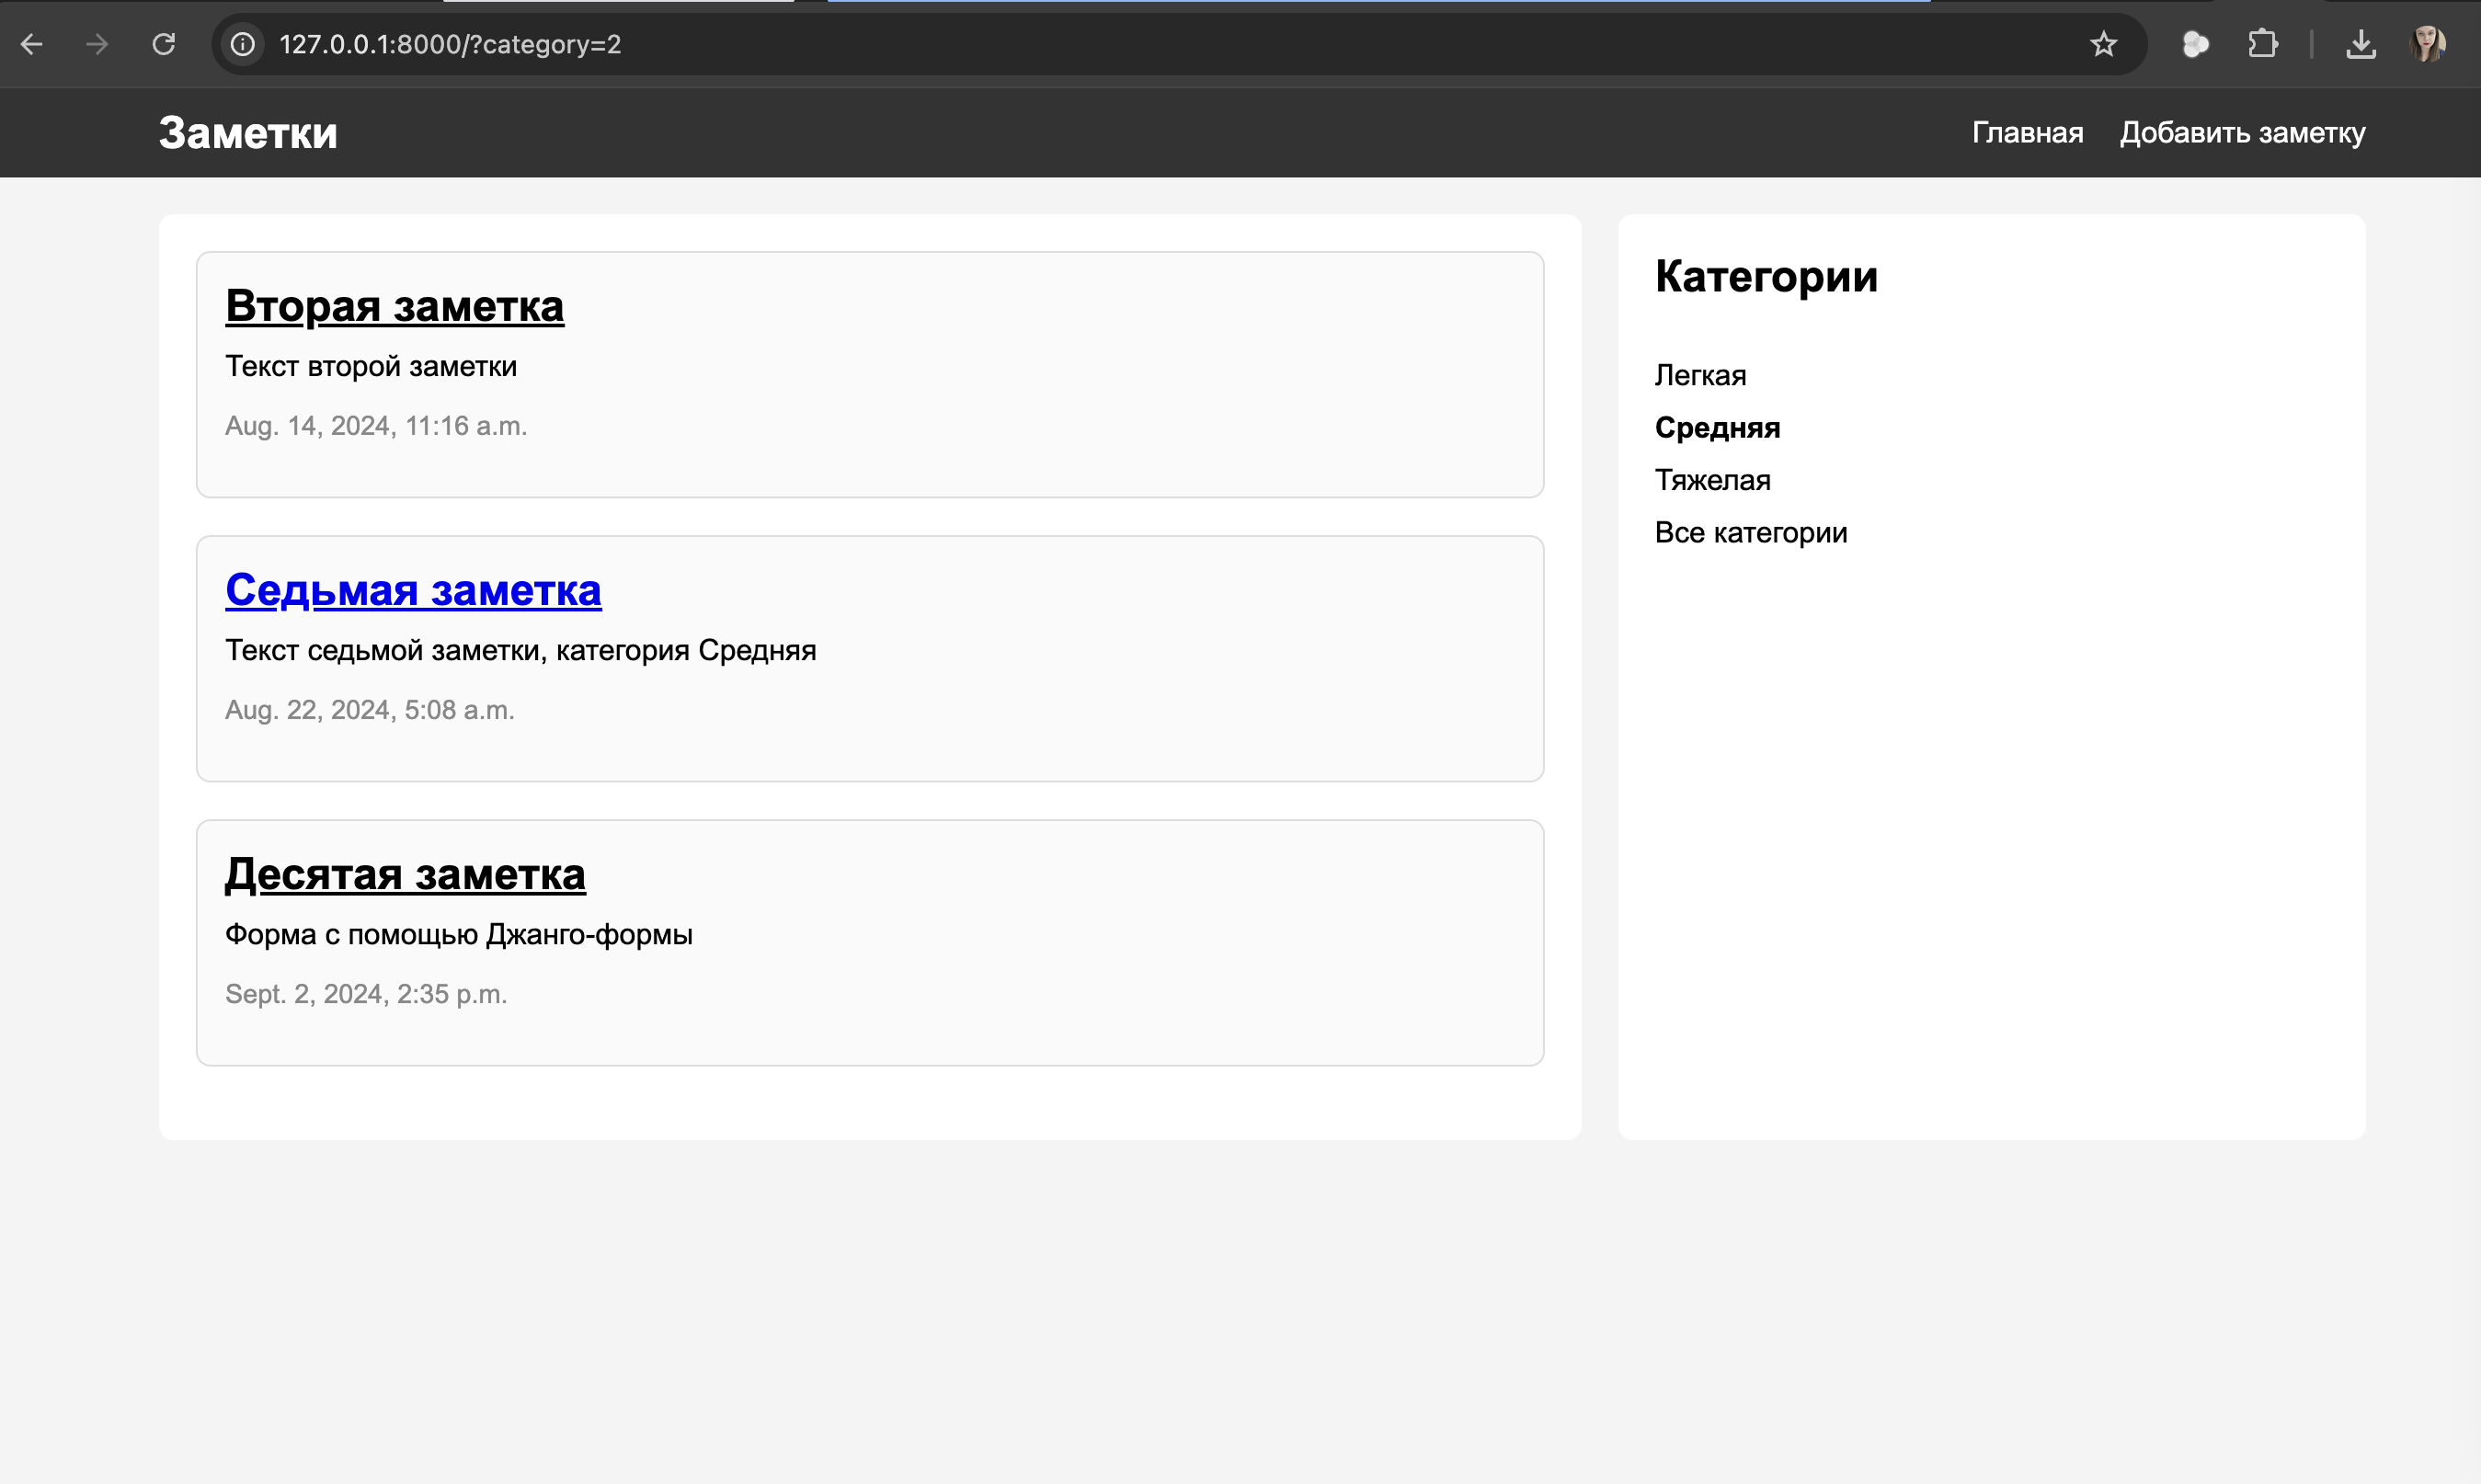 127.0.0.1:8000/?category=2
Заметки
Главная
Добавить заметку
Вторая заметка
Текст второй заметки
Aug. 14, 2024, 11:16 a.m.
Седьмая заметка
Текст седьмой заметки, категория Средняя
Aug. 22, 2024, 5:08 a.m.
Десятая заметка
Форма с помощью Джанго-формы
Sept. 2, 2024, 2:35 p.m.
Категории
Легкая
Средняя
Тяжелая
Все категории